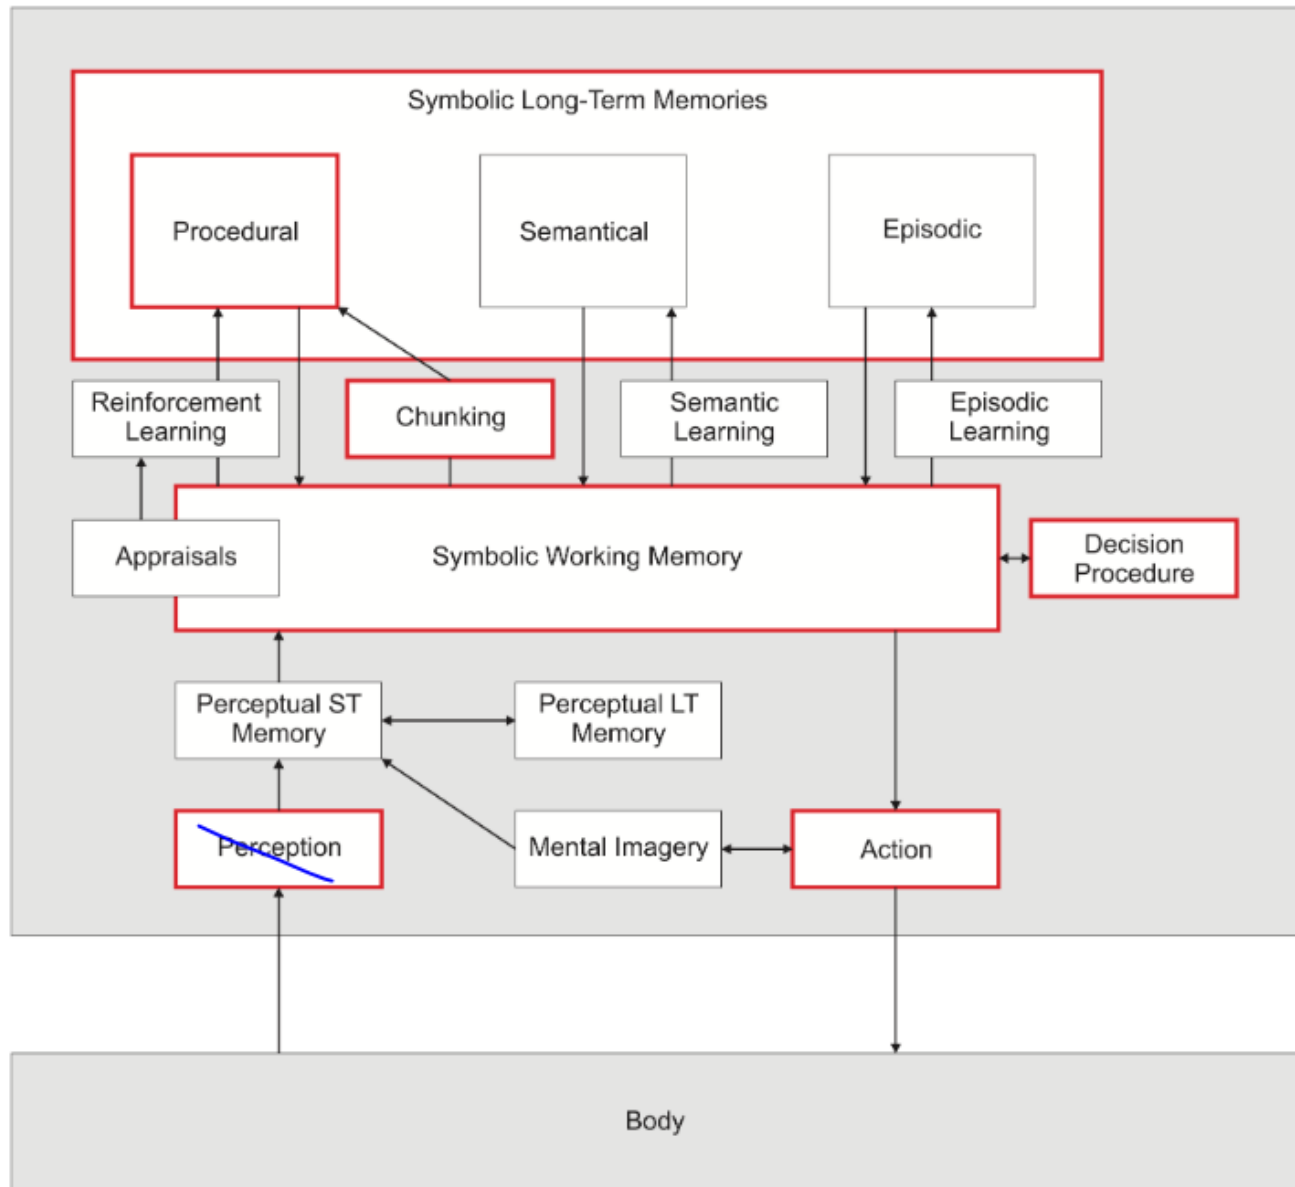 Symbolic Long-Term Memories
Procedural
Semantical
Episodic
Reinforcement
Learning
Chunking
Semantic
Learning
Episodic
Learning
Appraisals
Symbolic Working Memory
Decision
Procedure
Perceptual ST
Memory
Perceptual LT
Memory
Perception
Mental Imagery
Action
Body